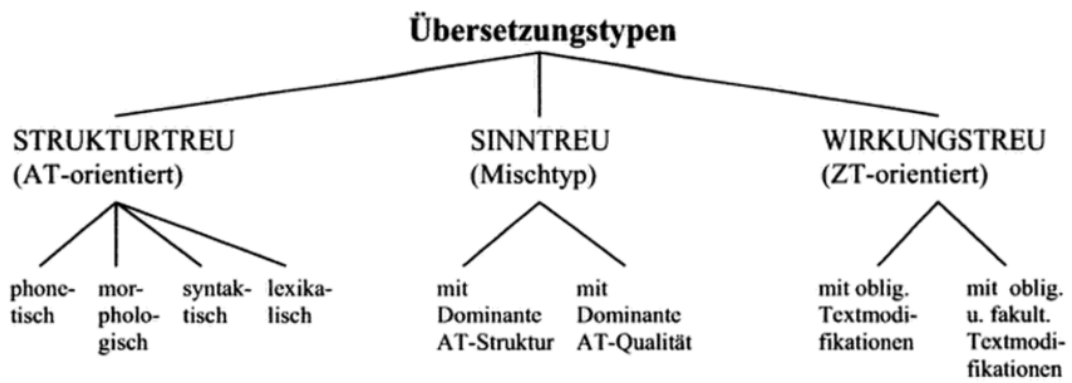 Übersetzungstypen
STRUKTURTREU
(AT-orientiert)
SINNTREU
(Mischtyp)
WIRKUNGSTREU
(ZT-orientiert)
phone-
tisch
mor-
pholo-
gisch
syntak-
tisch
lexika-
lisch
mit
Dominante
AT-Struktur
mit
Dominante
AT-Qualität
mit oblig.
Textmodi-
fikationen
mit oblig.
u. fakult.
Textmodi-
fikationen